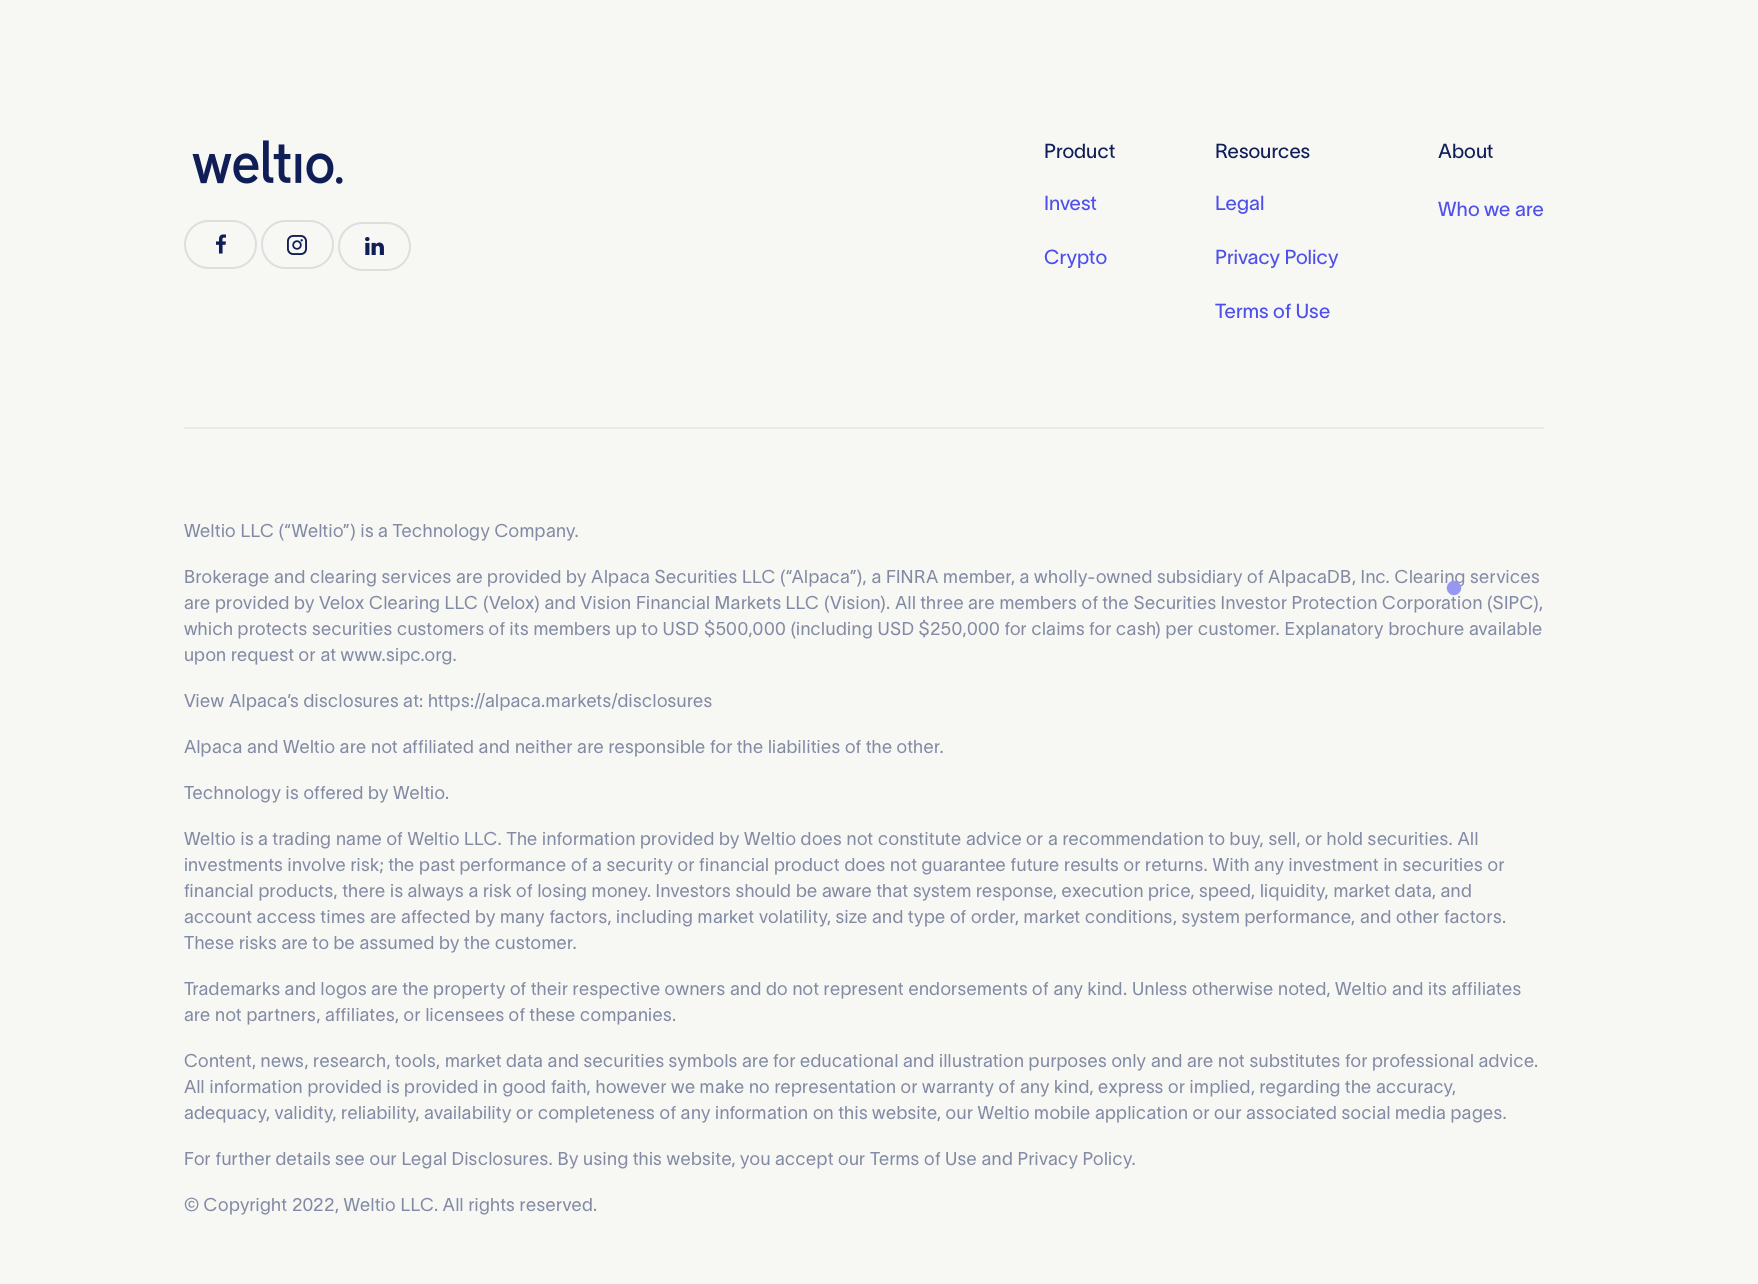 weltio.
Product
Invest
Crypto
Resources
Legal
Privacy Policy
Terms of Use
About
Who we are
Weltio LLC (“Weltio”) is a Technology Company.
Brokerage and clearing services are provided by Alpaca Securities LLC (“Alpaca”), a FINRA member, a wholly-owned subsidiary of AlpacaDB, Inc. Clearing services
are provided by Velox Clearing LLC (Velox) and Vision Financial Markets LLC (Vision). All three are members of the Securities Investor Protection Corporation (SIPC),
which protects securities customers of its members up to USD $500,000 (including USD $250,000 for claims for cash) per customer. Explanatory brochure available
upon request or at www.sipc.org.
View Alpaca’s disclosures at: https://alpaca.markets/disclosures
Alpaca and Weltio are not affiliated and neither are responsible for the liabilities of the other.
Technology is offered by Weltio.
Weltio is a trading name of Weltio LLC. The information provided by Weltio does not constitute advice or a recommendation to buy, sell, or hold securities. All
investments involve risk; the past performance of a security or financial product does not guarantee future results or returns. With any investment in securities or
financial products, there is always a risk of losing money. Investors should be aware that system response, execution price, speed, liquidity, market data, and
account access times are affected by many factors, including market volatility, size and type of order, market conditions, system performance, and other factors.
These risks are to be assumed by the customer.
Trademarks and logos are the property of their respective owners and do not represent endorsements of any kind. Unless otherwise noted, Weltio and its affiliates
are not partners, affiliates, or licensees of these companies.
Content, news, research, tools, market data and securities symbols are for educational and illustration purposes only and are not substitutes for professional advice.
All information provided is provided in good faith, however we make no representation or warranty of any kind, express or implied, regarding the accuracy,
adequacy, validity, reliability, availability or completeness of any information on this website, our Weltio mobile application or our associated social media pages.
For further details see our Legal Disclosures. By using this website, you accept our Terms of Use and Privacy Policy.
© Copyright 2022, Weltio LLC. All rights reserved.